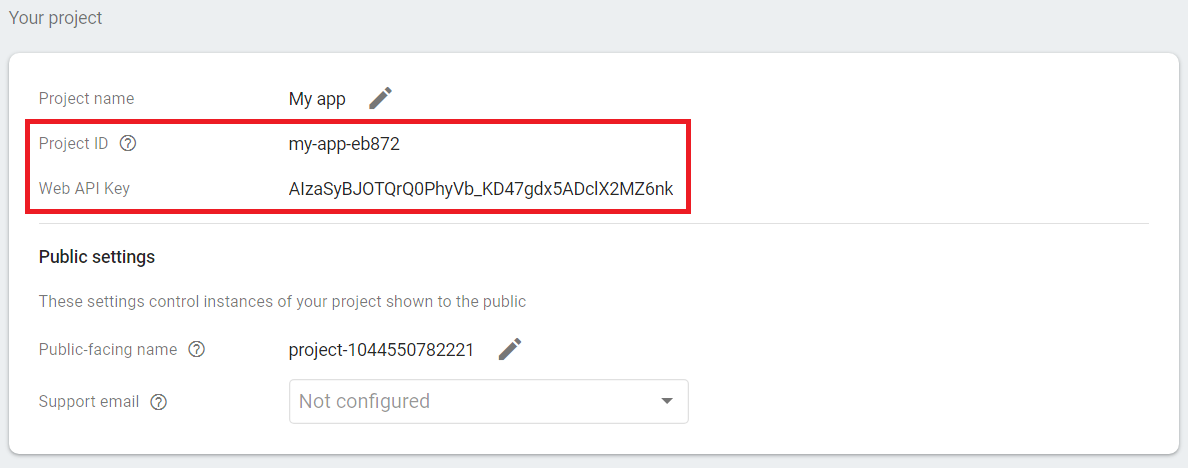 Your project
Project name My app
Project ID my-app-eb872
Web API Key AIzaSyBJOTQrQ0PhyVb_KD47gdx5ADclX2MZ6nk
Public settings
These settings control instances of your project shown to the public
Public-facing name project-1044550782221
Support email Not configured